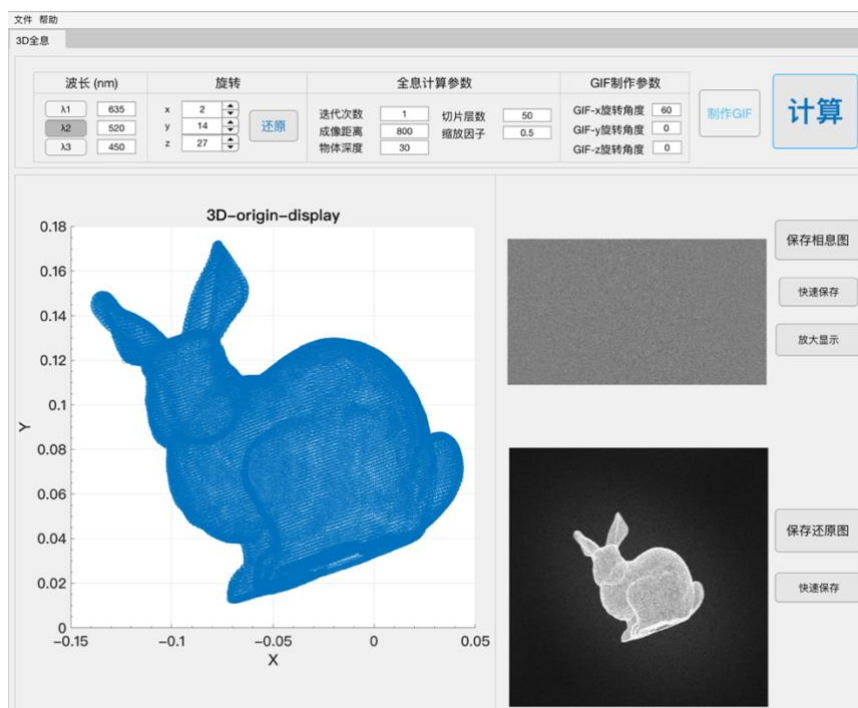 文件 帮助
3D全息
波长 (nm) 旋转 全息计算参数 GIF制作参数
λ1 635 x 2 迭代次数 1 切片层数 50 GIF-x旋转角度 60
λ2 520 y 14 还原 成像距离 800 缩放因子 0.5 GIF-y旋转角度 0 制作GIF 计算
λ3 450 z 27 物体深度 30 GIF-z旋转角度 0
3D-origin-display
0.18
0.16
0.14
0.12
0.1
0.08
0.06
0.04
0.02
0
Y
-0.15 -0.1 -0.05 0 0.05
X
保存相息图
快速保存
放大显示
保存还原图
快速保存